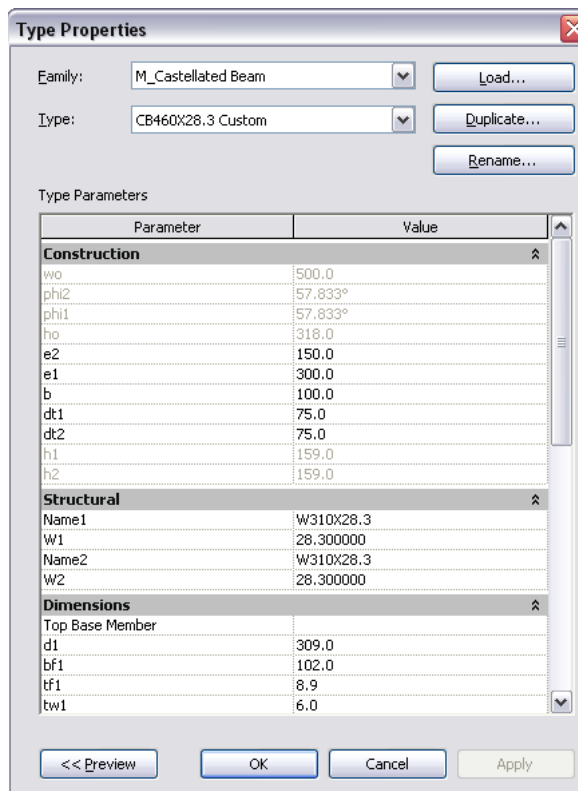 Type Properties
Family: M_Castellated Beam Load...
Type: CB460X28.3 Custom Duplicate...
Rename...
Type Parameters
Parameter Value
Construction
wo 500.0
phi2 57.833°
phi1 57.833°
ho 318.0
e2 150.0
e1 300.0
b 100.0
dt1 75.0
dt2 75.0
h1 159.0
h2 159.0
Structural
Name1 W310X28.3
W1 28.300000
Name2 W310X28.3
W2 28.300000
Dimensions
Top Base Member
d1 309.0
bf1 102.0
tf1 8.9
tw1 6.0
<< Preview OK Cancel Apply